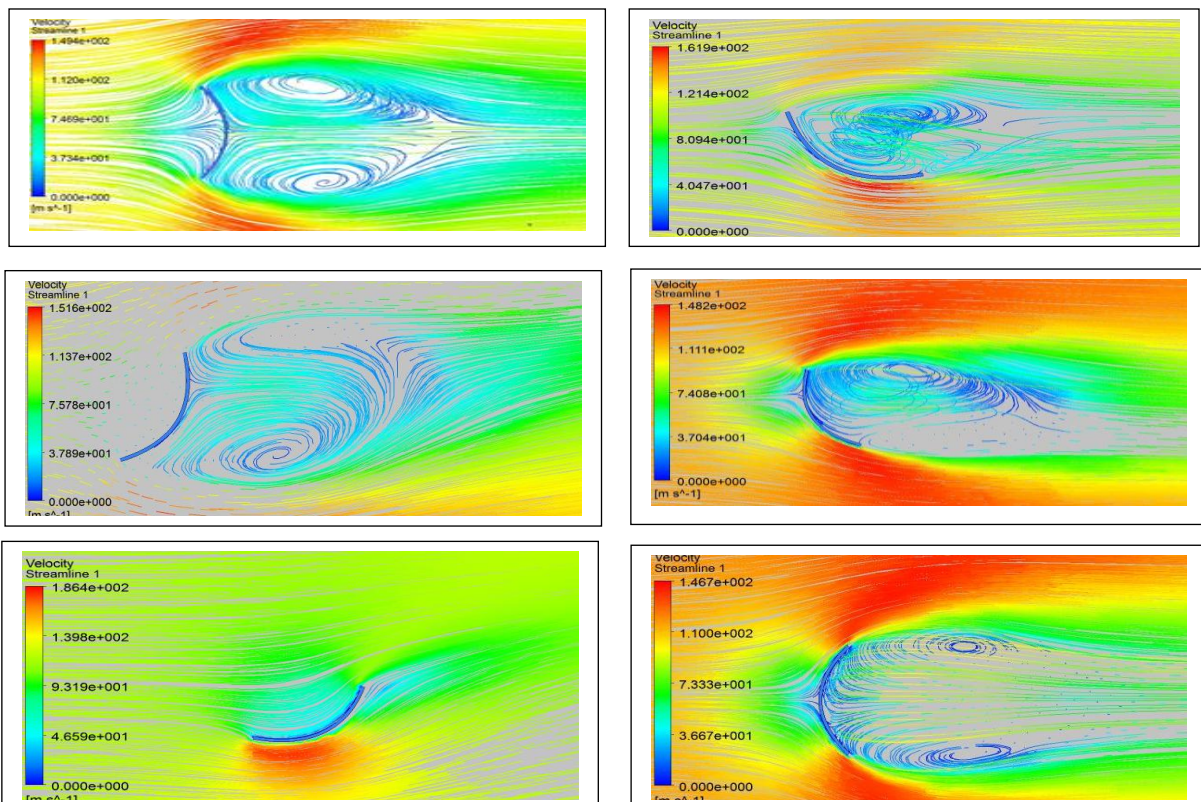 Velocity
Streamline 1
1.494e+002
1.120e+002
7.469e+001
3.734e+001
0.000e+000
[m s^-1]
Velocity
Streamline 1
1.619e+002
1.214e+002
8.094e+001
4.047e+001
0.000e+000
Velocity
Streamline 1
1.516e+002
1.137e+002
7.578e+001
3.789e+001
0.000e+000
[m s^-1]
Velocity
Streamline 1
1.482e+002
1.111e+002
7.408e+001
3.704e+001
0.000e+000
[m s^-1]
Velocity
Streamline 1
1.864e+002
1.398e+002
9.319e+001
4.659e+001
0.000e+000
[m s^-1]
Velocity
Streamline 1
1.467e+002
1.100e+002
7.333e+001
3.667e+001
0.000e+000
[m s^-1]